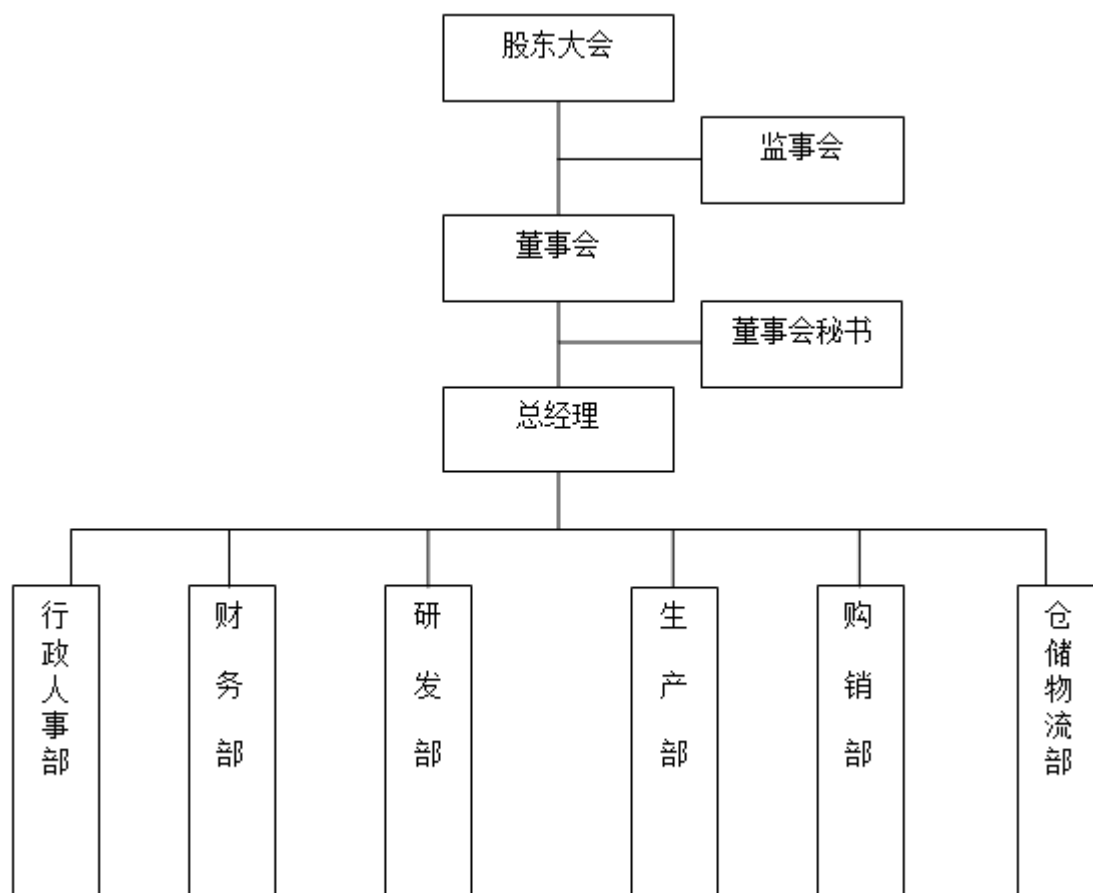 股东大会
监事会
董事会
董事会秘书
总经理
行政人事部
财务部
研发部
生产部
购销部
仓储物流部